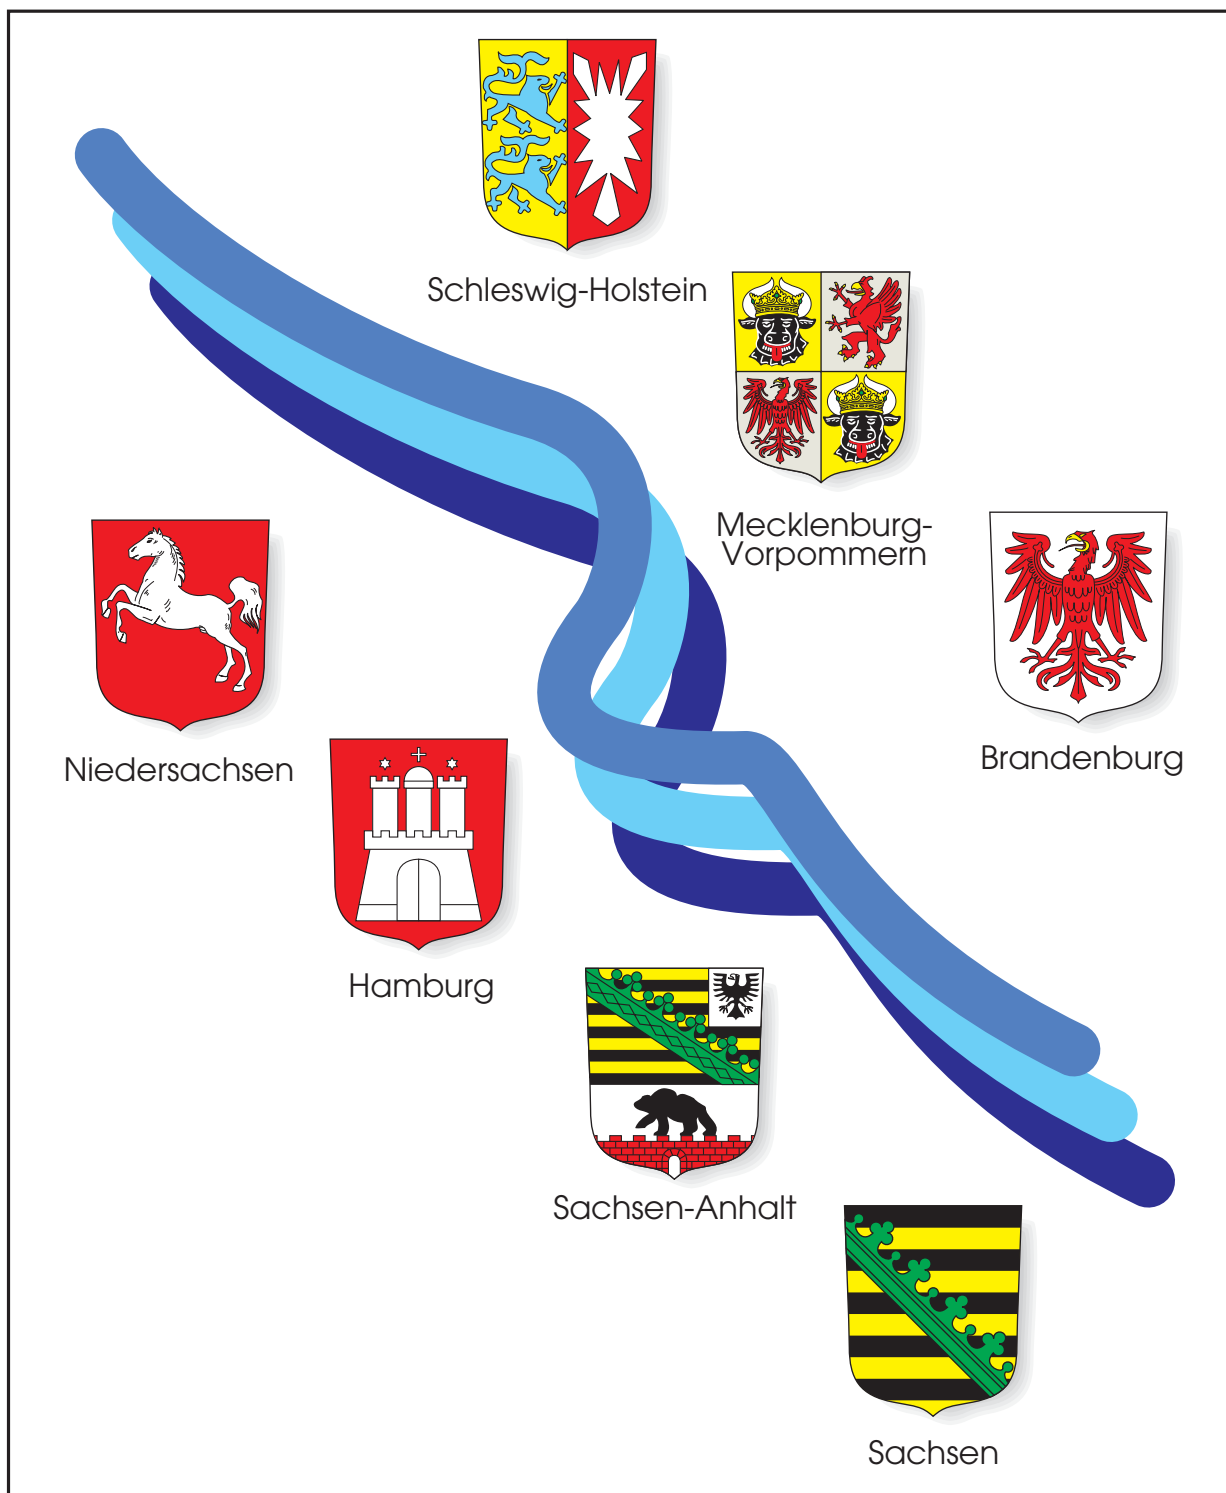 Schleswig-Holstein
Mecklenburg-
Vorpommern
Niedersachsen
Brandenburg
Hamburg
Sachsen-Anhalt
Sachsen